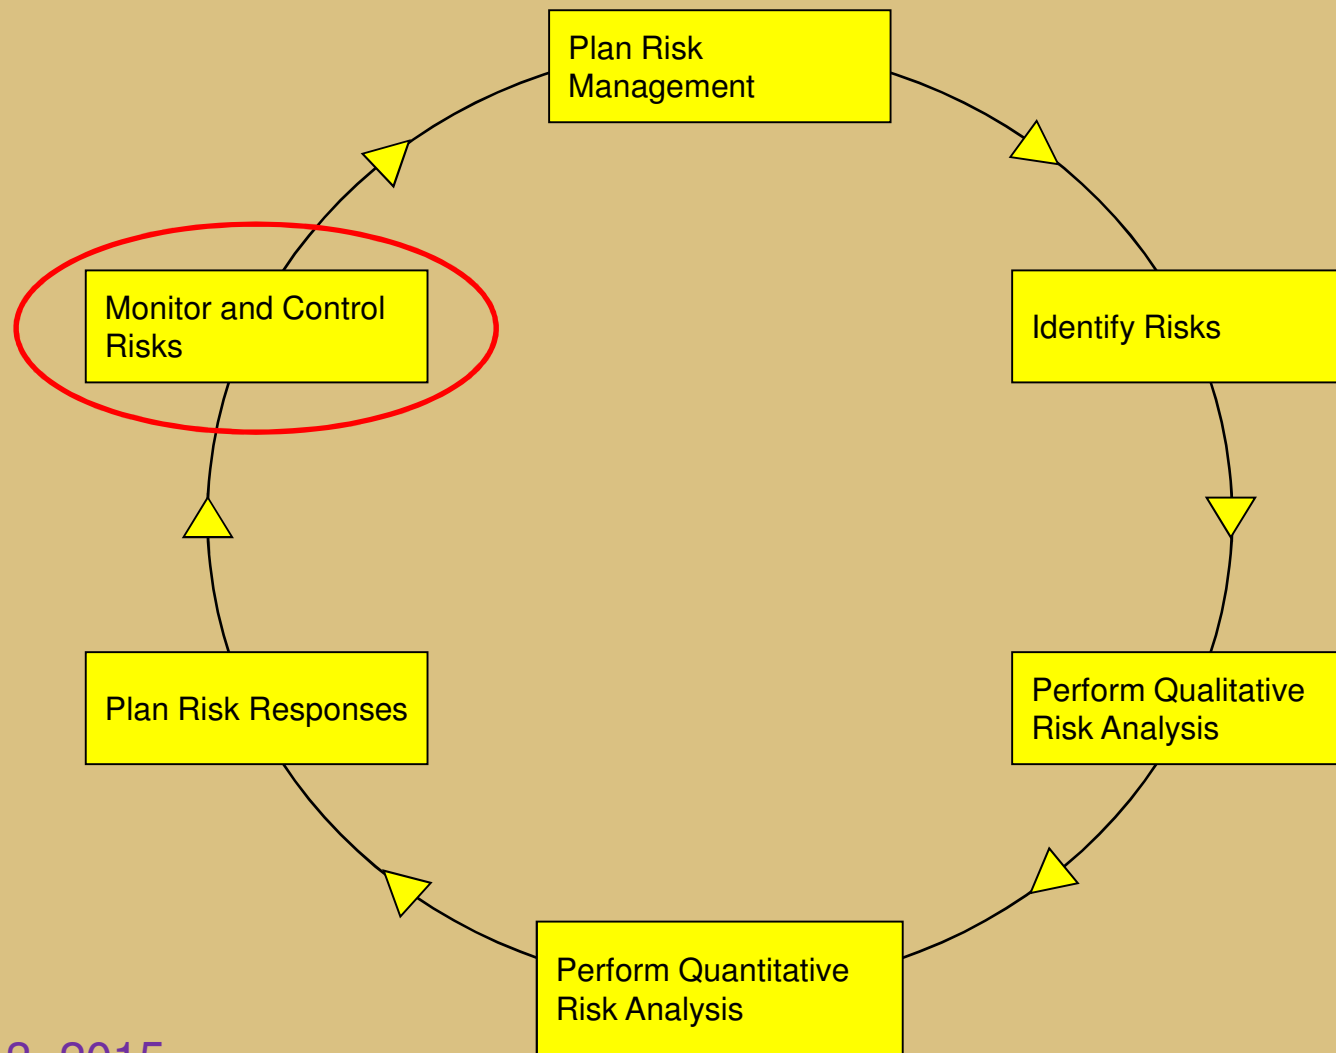 Plan Risk
Management
Monitor and Control
Risks
Identify Risks
Plan Risk Responses
Perform Qualitative
Risk Analysis
Perform Quantitative
Risk Analysis
2015